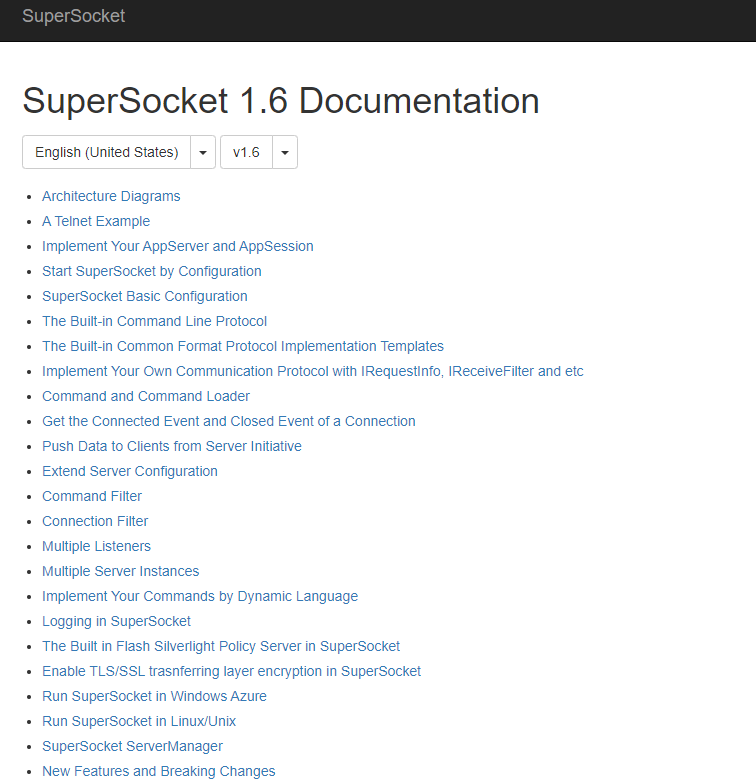 SuperSocket
SuperSocket 1.6 Documentation
English (United States) v1.6
Architecture Diagrams
A Telnet Example
Implement Your AppServer and AppSession
Start SuperSocket by Configuration
SuperSocket Basic Configuration
The Built-in Command Line Protocol
The Built-in Common Format Protocol Implementation Templates
Implement Your Own Communication Protocol with IRequestInfo, IReceiveFilter and etc
Command and Command Loader
Get the Connected Event and Closed Event of a Connection
Push Data to Clients from Server Initiative
Extend Server Configuration
Command Filter
Connection Filter
Multiple Listeners
Multiple Server Instances
Implement Your Commands by Dynamic Language
Logging in SuperSocket
The Built in Flash Silverlight Policy Server in SuperSocket
Enable TLS/SSL trasnferring layer encryption in SuperSocket
Run SuperSocket in Windows Azure
Run SuperSocket in Linux/Unix
SuperSocket ServerManager
New Features and Breaking Changes